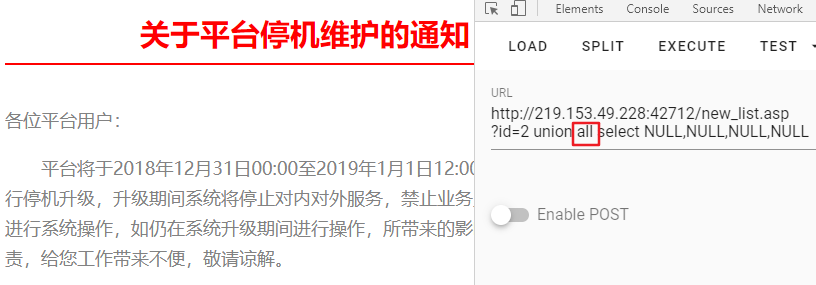 关于平台停机维护的通知
各位平台用户：
平台将于2018年12月31日00:00至2019年1月1日12:00
行停机升级，升级期间系统将停止对内对外服务，禁止业务
进行系统操作，如仍在系统升级期间进行操作，所带来的影
责，给您工作带来不便，敬请谅解。
Elements Console Sources Network
LOAD SPLIT EXECUTE TEST
URL
http://219.153.49.228:42712/new_list.asp
?id=2 union all select NULL,NULL,NULL,NULL
Enable POST